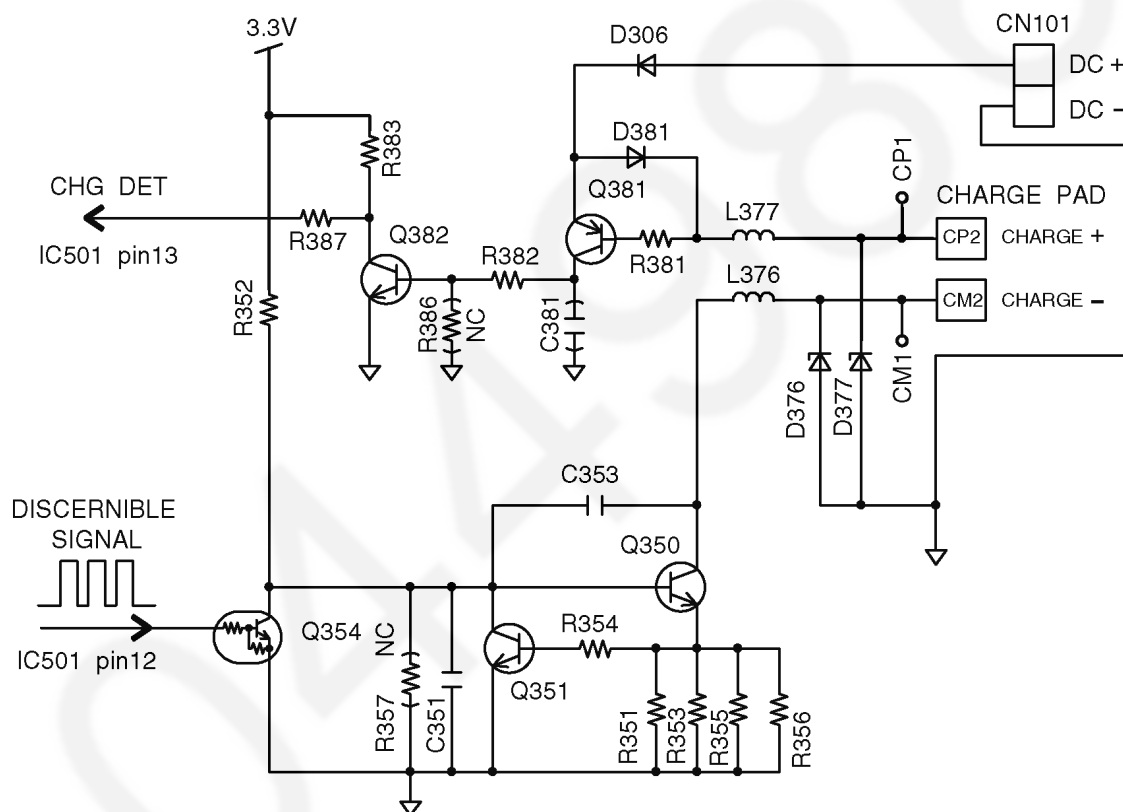 3.3V
D306
CN101
DC +
DC −
R383
D381
CP1
CHG DET
Q381
L377
CHARGE PAD
R387
Q382
CP2 CHARGE +
IC501 pin13
R382
R381
L376
R352
R386
NC
C381
CM2 CHARGE −
D376
D377
CM1
C353
DISCERNIBLE
SIGNAL
Q350
Q354
NC
R354
IC501 pin12
Q351
R357
C351
R351
R353
R355
R356